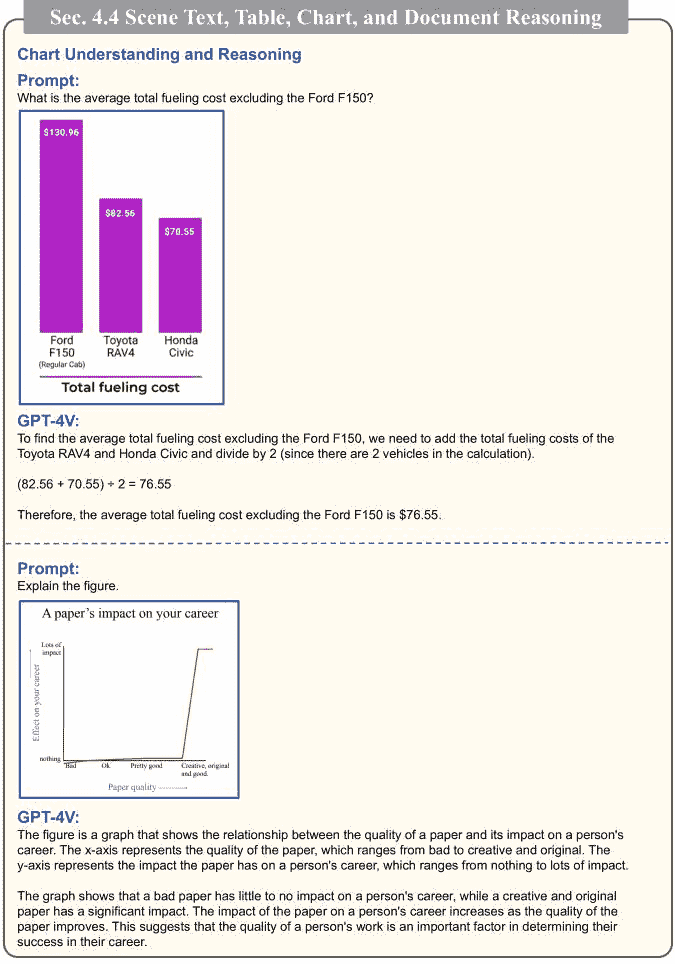 Sec. 4.4 Scene Text, Table, Chart, and Document Reasoning
Chart Understanding and Reasoning
Prompt:
What is the average total fueling cost excluding the Ford F150?
$130.96
$82.56
$70.55
Ford
F150
(Regular Cab)
Toyota
RAV4
Honda
Civic
Total fueling cost
GPT-4V:
To find the average total fueling cost excluding the Ford F150, we need to add the total fueling costs of the
Toyota RAV4 and Honda Civic and divide by 2 (since there are 2 vehicles in the calculation).
(82.56 + 70.55) ÷ 2 = 76.55
Therefore, the average total fueling cost excluding the Ford F150 is $76.55.
Prompt:
Explain the figure.
A paper's impact on your career
Lots of
impact
Effect on your career
nothing
Bad
Ok
Pretty good
Creative, original
and good.
Paper quality
GPT-4V:
The figure is a graph that shows the relationship between the quality of a paper and its impact on a person's
career. The x-axis represents the quality of the paper, which ranges from bad to creative and original. The
y-axis represents the impact the paper has on a person's career, which ranges from nothing to lots of impact.
The graph shows that a bad paper has little to no impact on a person's career, while a creative and original
paper has a significant impact. The impact of the paper on a person's career increases as the quality of the
paper improves. This suggests that the quality of a person's work is an important factor in determining their
success in their career.